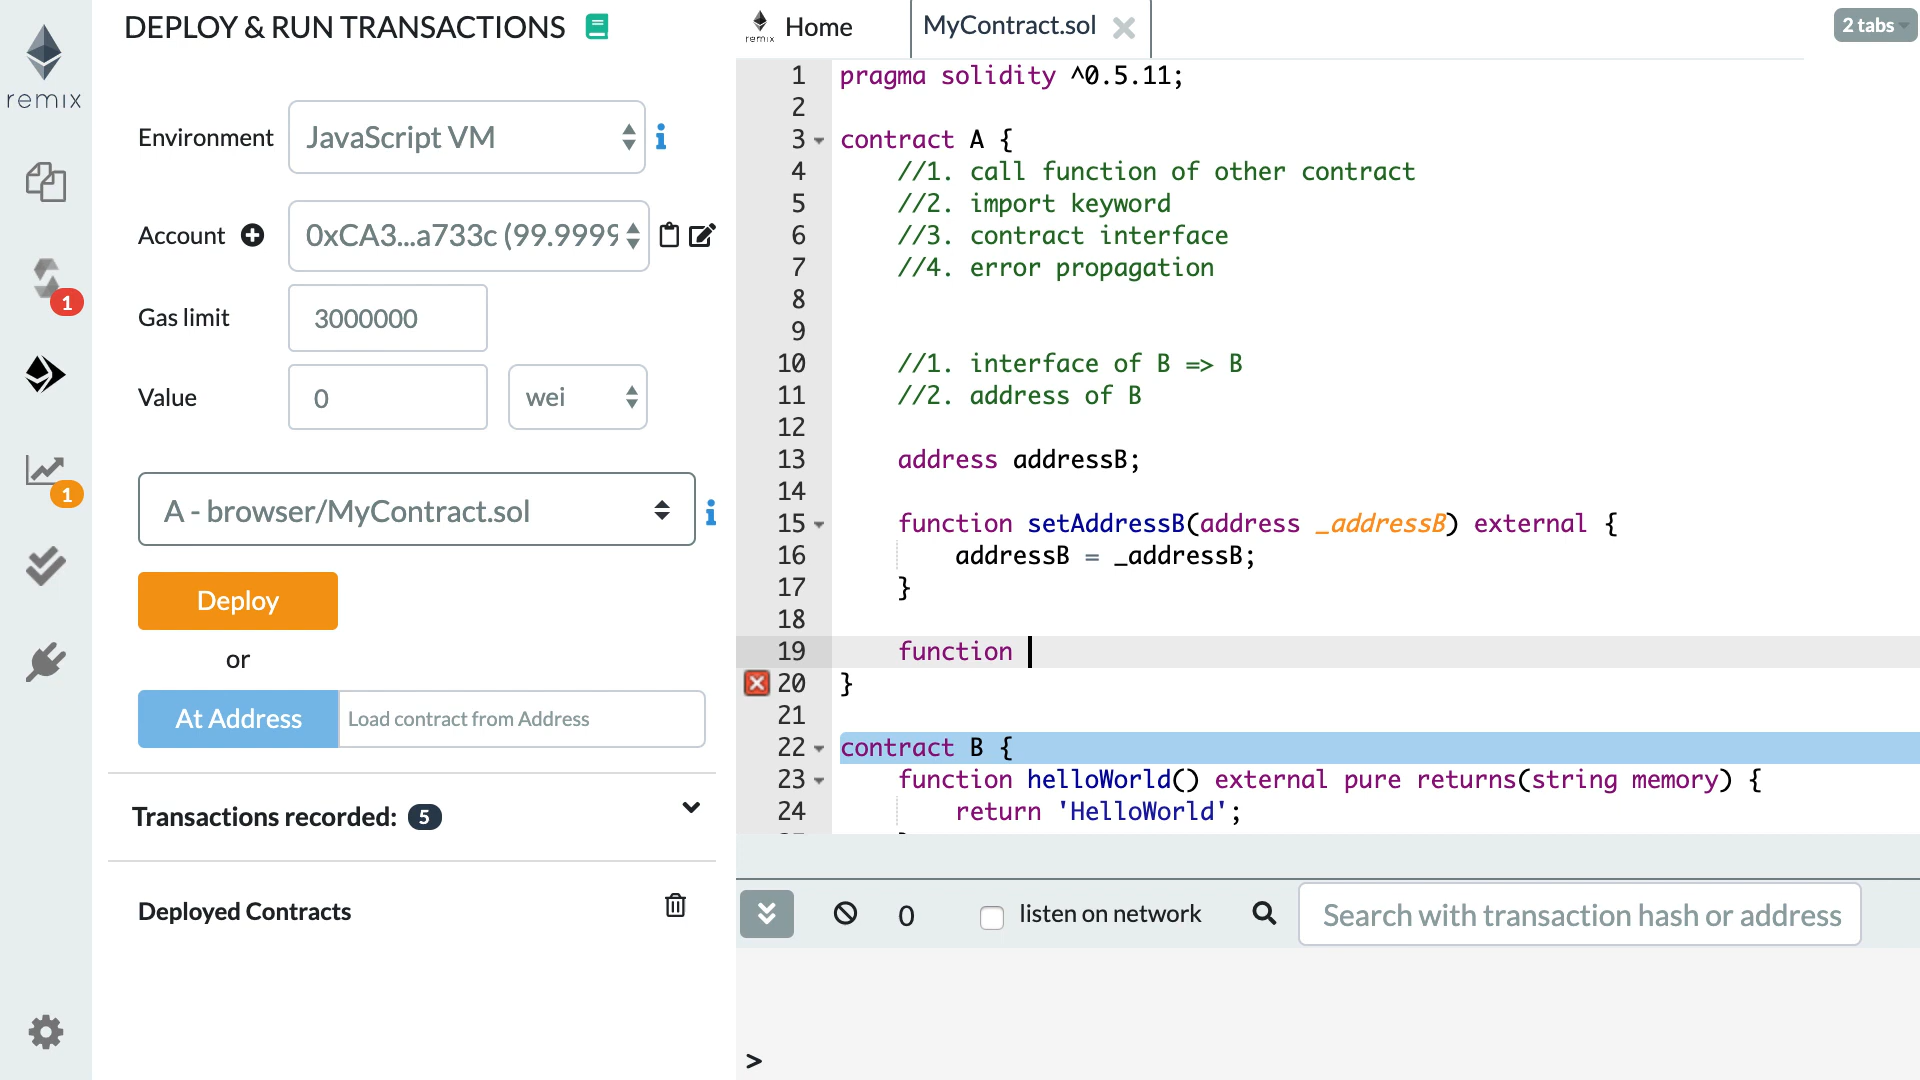 remix
1
1
DEPLOY & RUN TRANSACTIONS
Environment
JavaScript VM
Account
0xCA3...a733c (99.9999
Gas limit
3000000
Value
0
wei
A - browser/MyContract.sol
Deploy
or
At Address
Load contract from Address
Transactions recorded: 5
Deployed Contracts
remix
Home
MyContract.sol
2 tabs
1 pragma solidity ^0.5.11;
2
3 contract A {
4 //1. call function of other contract
5 //2. import keyword
6 //3. contract interface
7 //4. error propagation
8
9
10 //1. interface of B => B
11 //2. address of B
12
13 address addressB;
14
15 function setAddressB(address _addressB) external {
16 addressB = _addressB;
17 }
18
19 function
20 }
21
22 contract B {
23 function helloWorld() external pure returns(string memory) {
24 return 'HelloWorld';
0
listen on network
Search with transaction hash or address
>